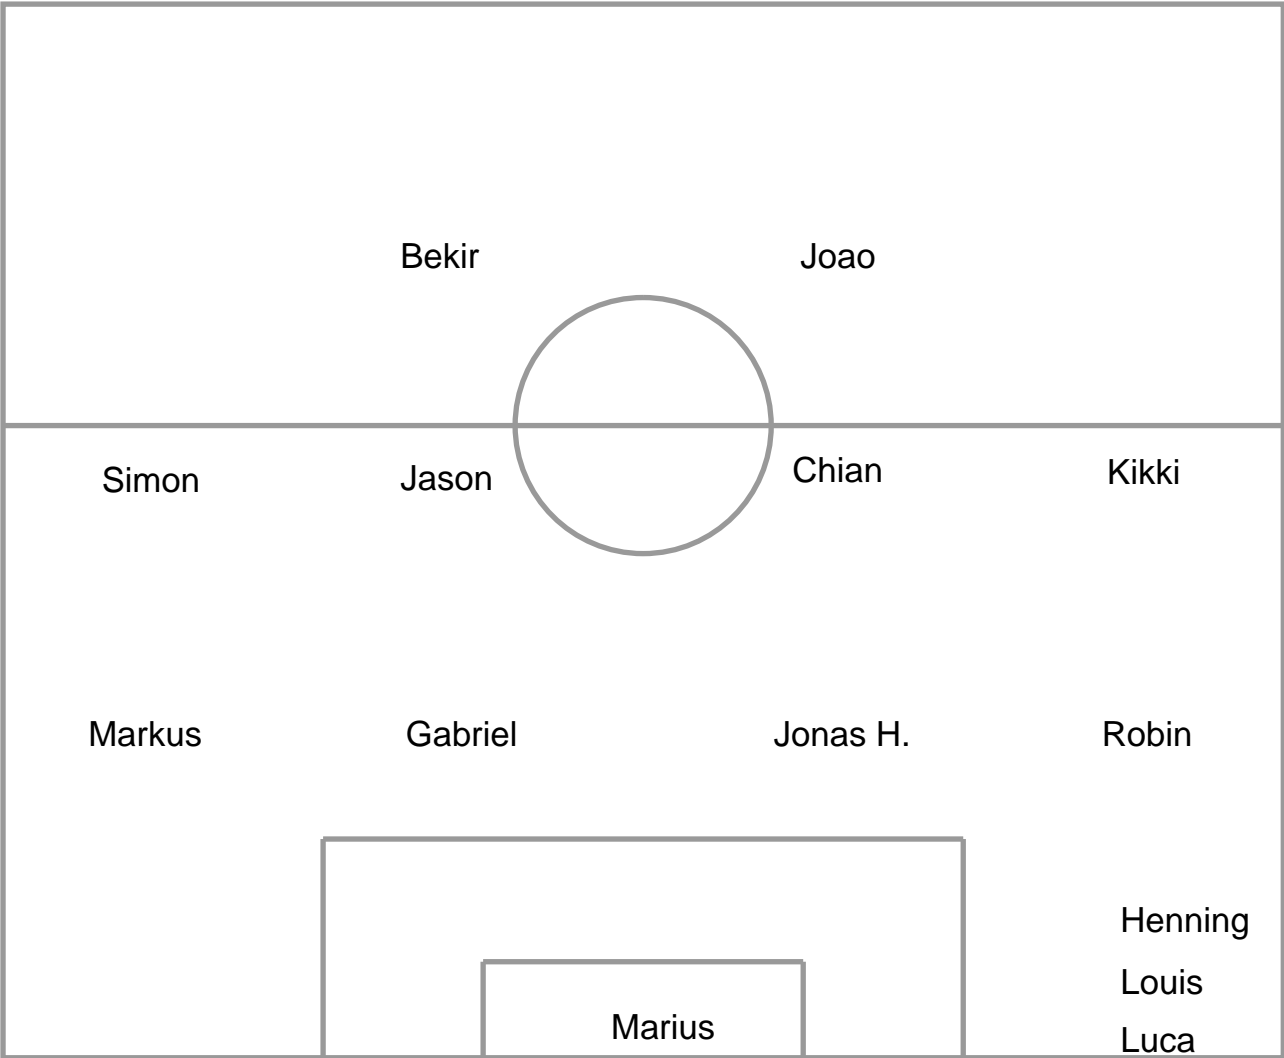 Bekir Joao
Simon Jason Chian Kikki
Markus Gabriel Jonas H. Robin
Henning
Louis
Marius
Luca